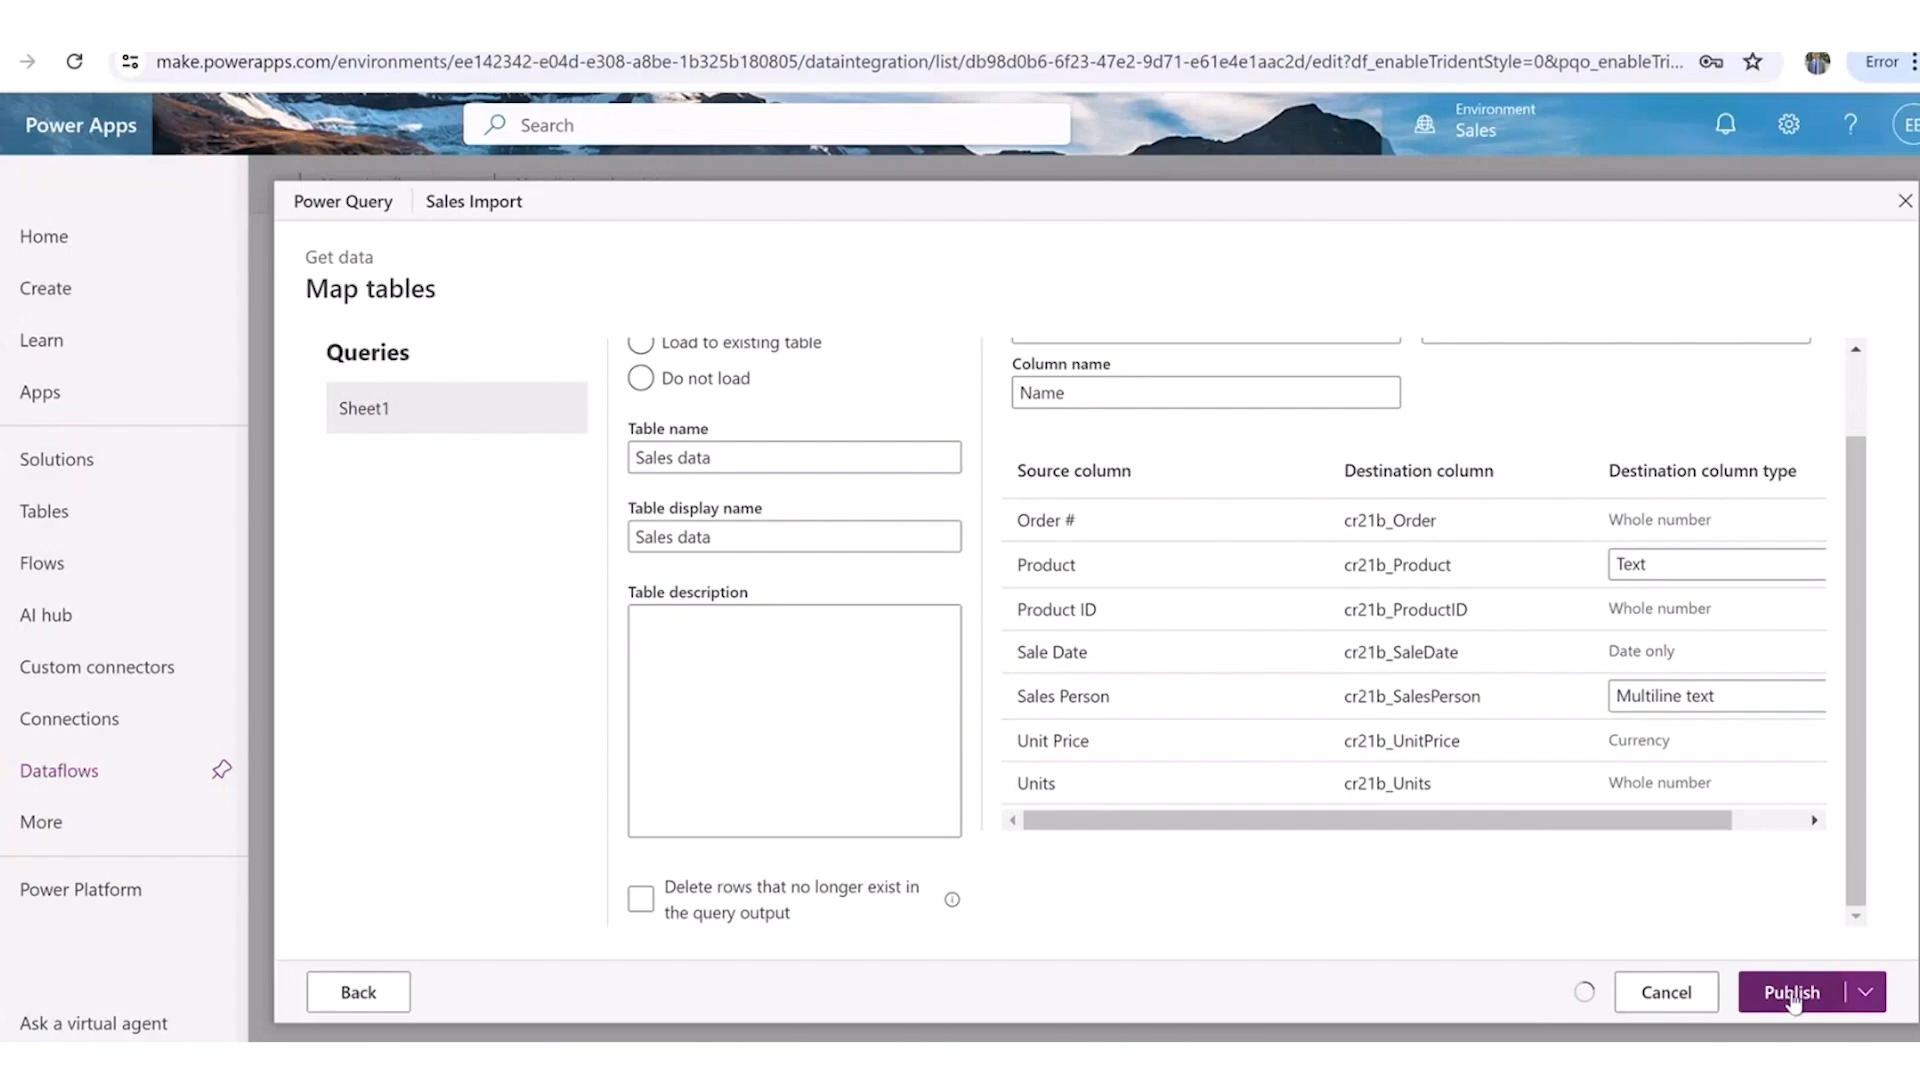 make.powerapps.com/environments/ee142342-e04d-e308-a8be-1b325b180805/dataintegration/list/db98d0b6-6f23-47e2-9d71-e61e4e1aac2d/edit?df_enableTridentStyle=0&pqo_enableTri...
Error
Power Apps
Search
Environment
Sales
Power Query
Sales Import
Home
Create
Learn
Apps
Solutions
Tables
Flows
AI hub
Custom connectors
Connections
Dataflows
More
Power Platform
Ask a virtual agent
Get data
Map tables
Queries
Sheet1
Load to existing table
Do not load
Table name
Sales data
Table display name
Sales data
Table description
Delete rows that no longer exist in
the query output
Column name
Name
Source column Destination column Destination column type
Order # cr21b_Order Whole number
Product cr21b_Product Text
Product ID cr21b_ProductID Whole number
Sale Date cr21b_SaleDate Date only
Sales Person cr21b_SalesPerson Multiline text
Unit Price cr21b_UnitPrice Currency
Units cr21b_Units Whole number
Back
Cancel
Publish